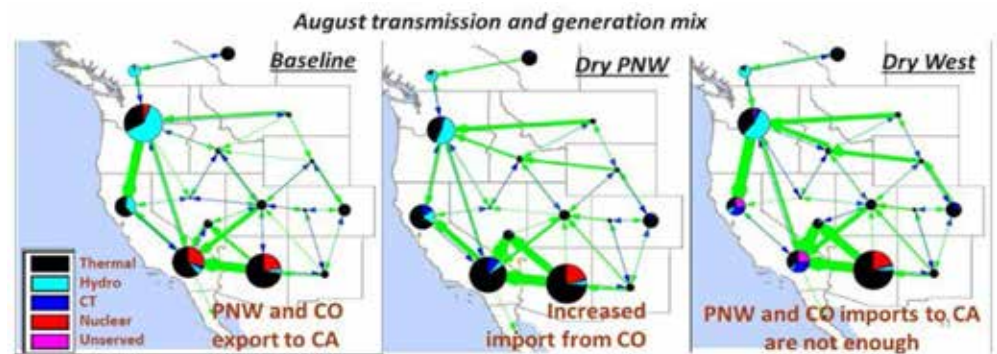 August transmission and generation mix
Baseline
Dry PNW
Dry West
Thermal
Hydro
CT
Nuclear
Unserved
PNW and CO
export to CA
Increased
import from CO
PNW and CO imports to CA
are not enough